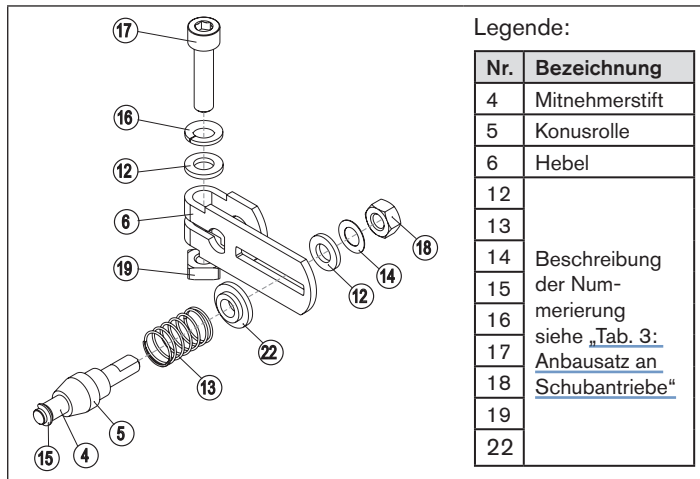 17
16
12
6
19
18
14
12
22
13
5
4
15
Legende:
Nr. Bezeichnung
4 Mitnehmerstift
5 Konusrolle
6 Hebel
12
13
14
15
16
17
18
19
22
Beschreibung
der Num-
merierung
siehe „Tab. 3:
Anbausatz an
Schubantriebe“